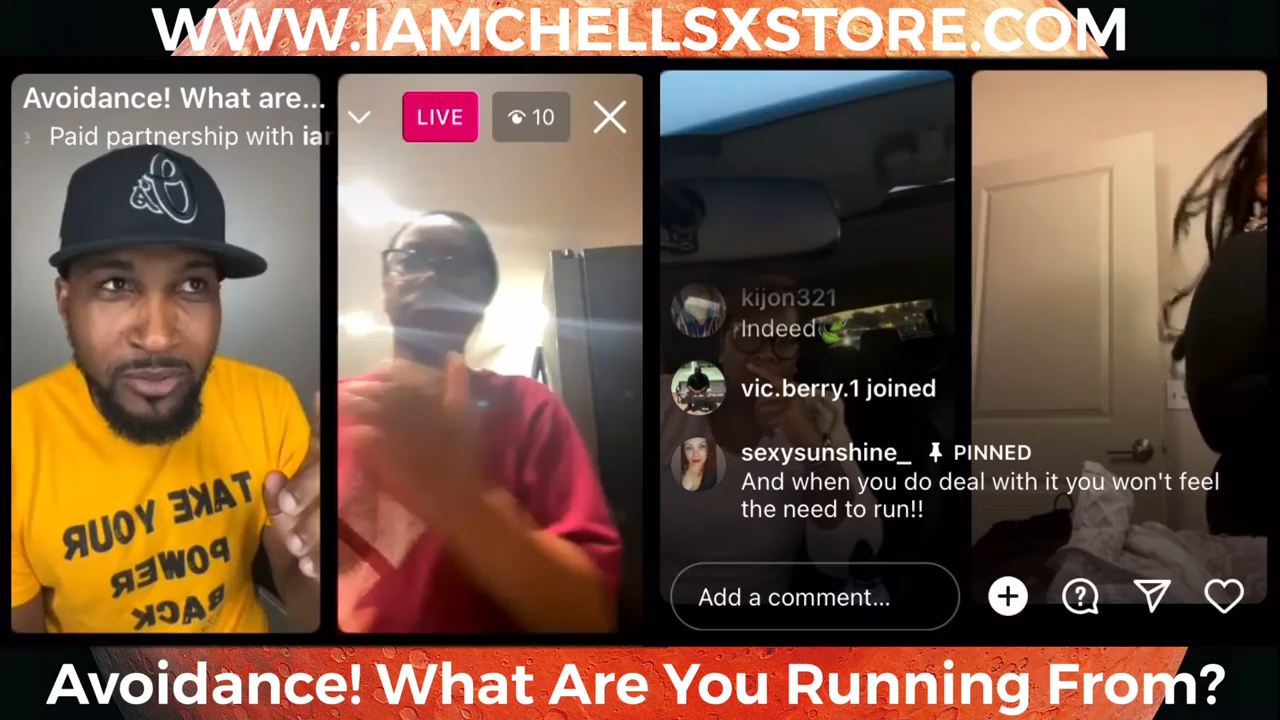 WWW.IAMCHELLSXSTORE.COM
Avoidance! What are...
Paid partnership with iar
LIVE
10
TAKE YOUR
POWER
BACK
kijon321
Indeed🌿
vic.berry.1 joined
sexysunshine_ PINNED
And when you do deal with it you won't feel
the need to run!!
Add a comment...
Avoidance! What Are You Running From?